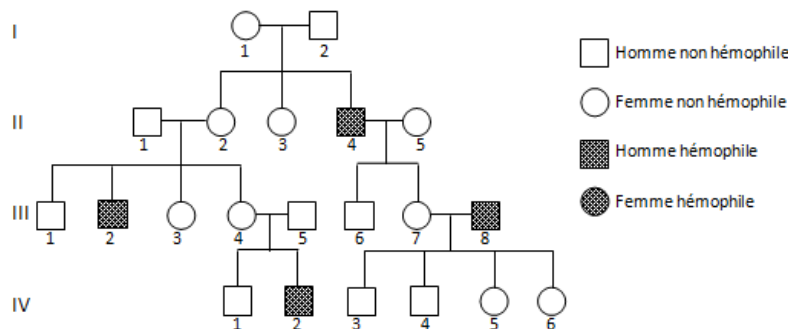 I
1 2
Homme non hémophile
Femme non hémophile
II
1 2 3 4 5
Homme hémophile
Femme hémophile
III
1 2 3 4 5 6 7 8
IV
1 2 3 4 5 6